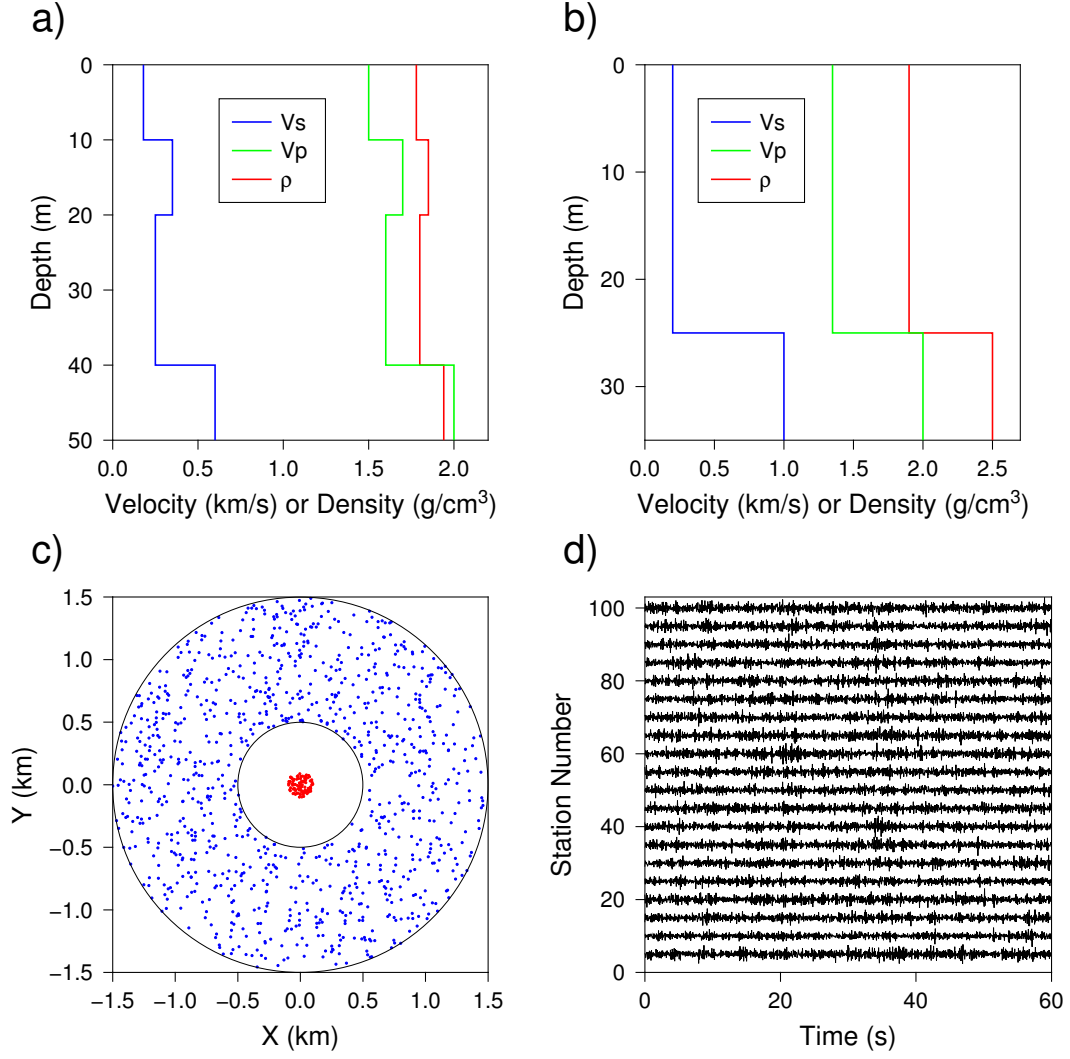 a)
0
10
20
30
40
50
Depth (m)
Vs
Vp
ρ
0.0 0.5 1.0 1.5 2.0
Velocity (km/s) or Density (g/cm³)
b)
0
10
20
30
Depth (m)
Vs
Vp
ρ
0.0 0.5 1.0 1.5 2.0 2.5
Velocity (km/s) or Density (g/cm³)
c)
1.5
1.0
0.5
0.0
−0.5
−1.0
−1.5
Y (km)
−1.5 −1.0 −0.5 0.0 0.5 1.0 1.5
X (km)
d)
100
80
60
40
20
0
Station Number
0 20 40 60
Time (s)